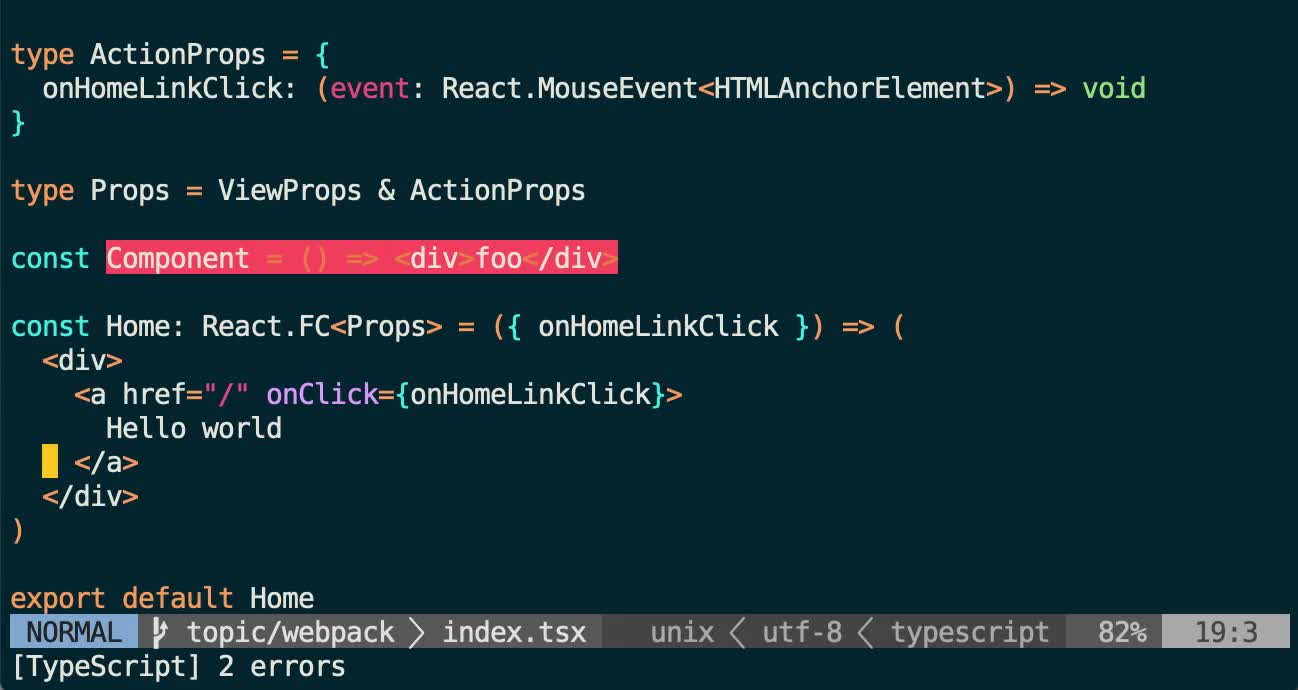 type ActionProps = {
  onHomeLinkClick: (event: React.MouseEvent<HTMLAnchorElement>) => void
}
type Props = ViewProps & ActionProps
const Component = () => <div>foo</div>
const Home: React.FC<Props> = ({ onHomeLinkClick }) => (
  <div>
    <a href="/" onClick={onHomeLinkClick}>
      Hello world
    </a>
  </div>
)
export default Home
NORMAL topic/webpack index.tsx unix utf-8 typescript 82% 19:3
[TypeScript] 2 errors